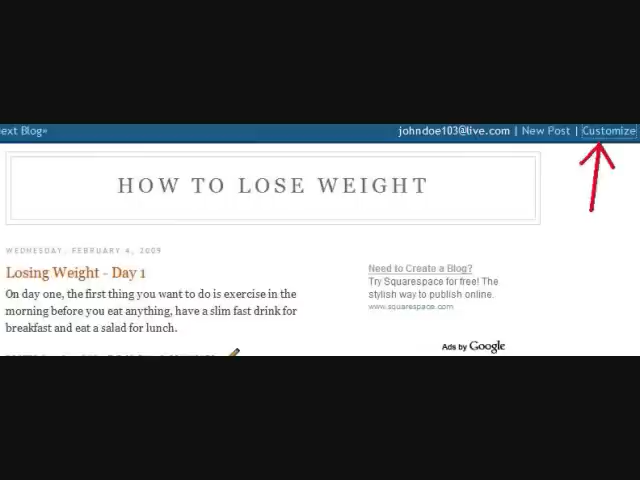 ext Blog»
johndoe103@live.com | New Post | Customize
HOW TO LOSE WEIGHT
WEDNESDAY, FEBRUARY 4, 2009
Losing Weight - Day 1
On day one, the first thing you want to do is exercise in the
morning before you eat anything, have a slim fast drink for
breakfast and eat a salad for lunch.
Need to Create a Blog?
Try Squarespace for free! The
stylish way to publish online.
www.squarespace.com
Ads by Google